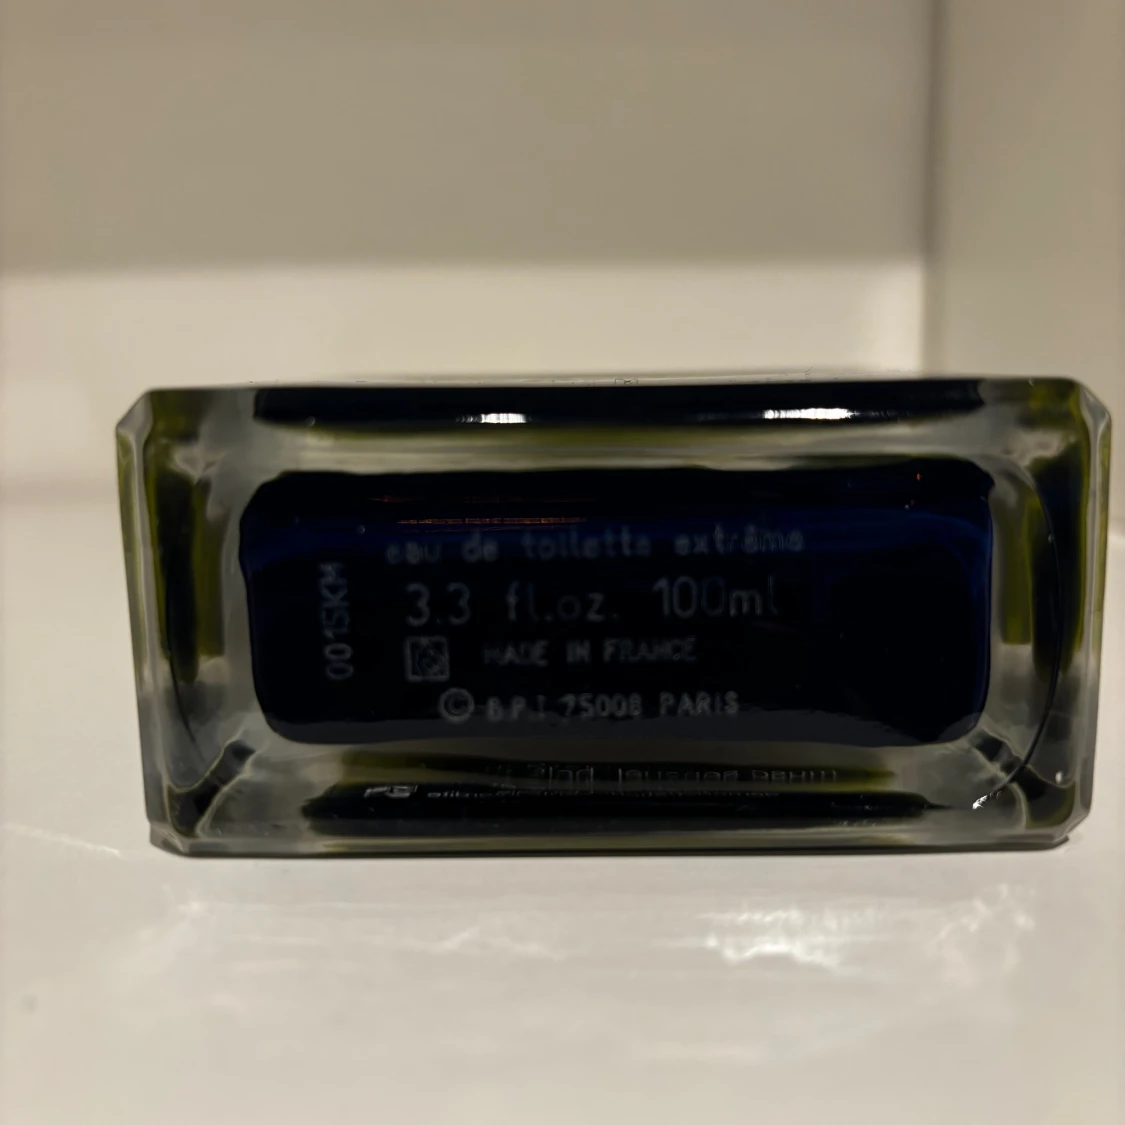 eau de toilette extrême
3.3 fl.oz. 100ml
MADE IN FRANCE
© B P I 75008 PARIS
001SKM